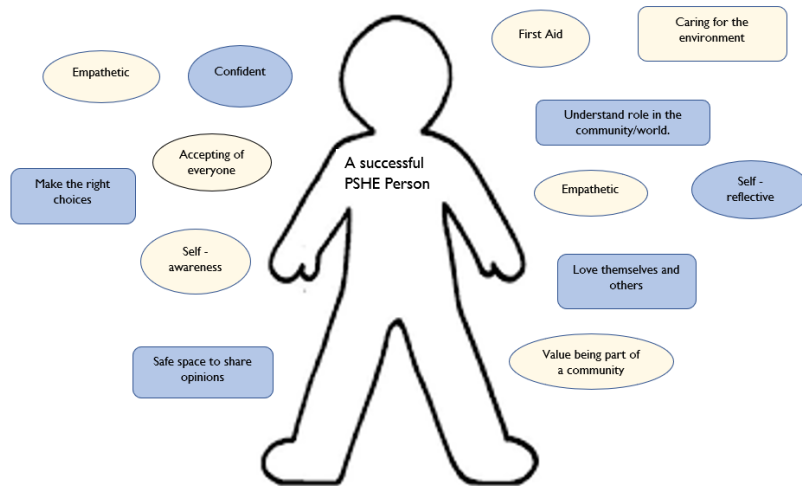 First Aid
Caring for the
environment
Empathetic
Confident
Understand role in the
community/world.
Accepting of
everyone
A successful
PSHE Person
Make the right
choices
Empathetic
Self -
reflective
Self -
awareness
Love themselves and
others
Safe space to share
opinions
Value being part of
a community